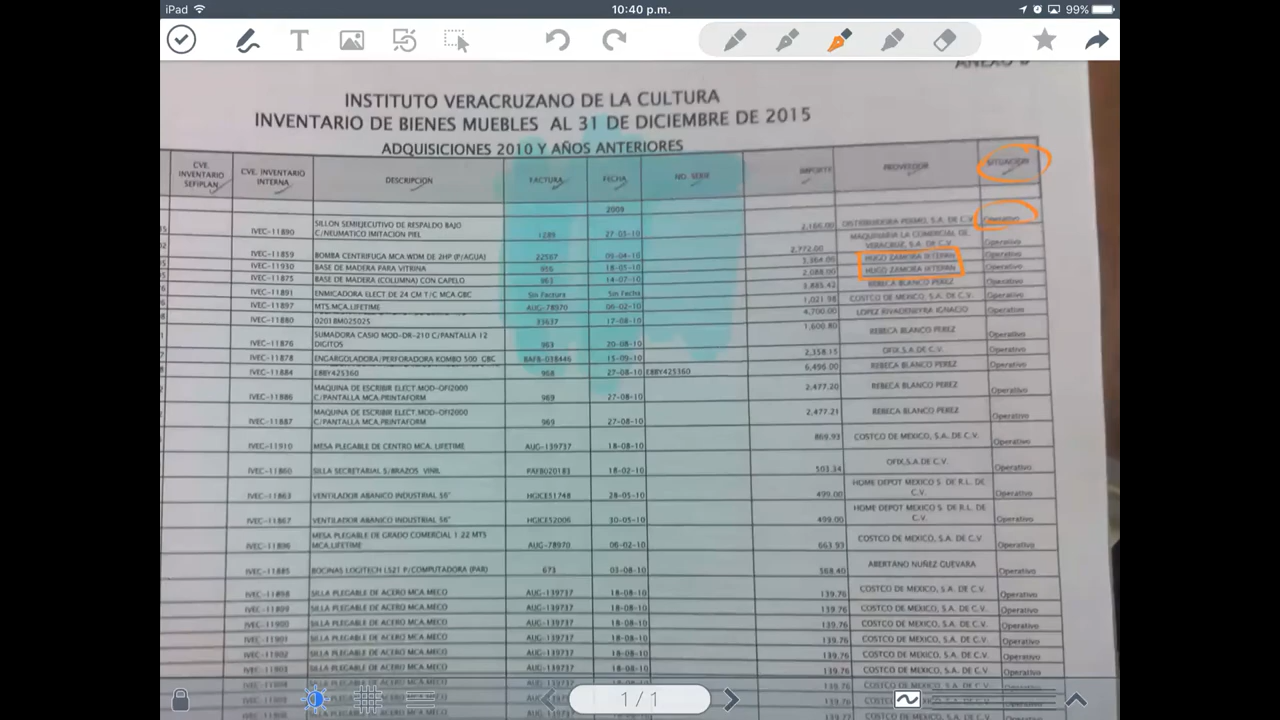 iPad
10:40 p.m.
99%
INSTITUTO VERACRUZANO DE LA CULTURA
INVENTARIO DE BIENES MUEBLES AL 31 DE DICIEMBRE DE 2015
ADQUISICIONES 2010 Y AÑOS ANTERIORES
CVE. INVENTARIO SEFIPLAN CVE. INVENTARIO INTERNA DESCRIPCION FACTURA FECHA NO. SERIE IMPORTE PROVEEDOR SITUACION
2009
IVEC-11890 SILLON SEMIEJECUTIVO DE RESPALDO BAJO C/NEUMATICO IMITACION PIEL 1289 27-05-10 2,166.00 DISTRIBUIDORA PERMO, S.A. DE C.V. Operativo
IVEC-11859 BOMBA CENTRIFUGA MCA WDM DE 2HP (P/AGUA) 22567 09-04-10 2,772.00 MAQUINARIA LA COMERCIAL DE VERACRUZ, S.A. DE C.V. Operativo
IVEC-11930 BASE DE MADERA PARA VITRINA 956 18-05-10 3,364.00 HUGO ZAMORA Operativo
IVEC-11875 BASE DE MADERA (COLUMNA) CON CAPELO 963 14-07-10 2,088.00 HUGO ZAMORA Operativo
IVEC-11891 ENMICADORA ELECT DE 24 CM T/C MCA.GBC Sin Factura Sin Fecha 3,885.42 REBECA BLANCO PEREZ Operativo
IVEC-11897 MTS.MCA.LIFETIME AUG-78970 06-02-10 1,021.98 COSTCO DE MEXICO, S.A. DE C.V. Operativo
IVEC-11880 0201BM025025 33637 17-08-10 4,700.00 LOPEZ RIVADENEYRA IGNACIO Operativo
IVEC-11876 SUMADORA CASIO MOD-DR-210 C/PANTALLA 12 DIGITOS 963 20-08-10 1,600.80 REBECA BLANCO PEREZ Operativo
IVEC-11878 ENGARGOLADORA/PERFORADORA KOMBO 500 GBC BAFB-038446 13-09-10 2,358.15 OFIX,S.A.DE C.V. Operativo
IVEC-11884 EBBY425360 968 27-08-10 EBBY425360 6,496.00 REBECA BLANCO PEREZ Operativo
IVEC-11886 MAQUINA DE ESCRIBIR ELECT.MOD-OFI2000 C/PANTALLA MCA.PRINTAFORM 969 27-08-10 2,477.20 REBECA BLANCO PEREZ Operativo
IVEC-11887 MAQUINA DE ESCRIBIR ELECT.MOD-OFI2000 C/PANTALLA MCA.PRINTAFORM 969 27-08-10 2,477.21 REBECA BLANCO PEREZ Operativo
IVEC-11910 MESA PLEGABLE DE CENTRO MCA. LIFETIME AUG-139737 18-08-10 869.93 COSTCO DE MEXICO, S.A. DE C.V. Operativo
IVEC-11860 SILLA SECRETARIAL S/BRAZOS VINIL PAFB020183 18-02-10 503.34 OFIX,S.A.DE C.V. Operativo
IVEC-11863 VENTILADOR ABANICO INDUSTRIAL 56" HGICE51748 28-05-10 499.00 HOME DEPOT MEXICO S. DE R.L. DE C.V. Operativo
IVEC-11867 VENTILADOR ABANICO INDUSTRIAL 56" HGICE52006 30-05-10 499.00 HOME DEPOT MEXICO S. DE R.L. DE C.V. Operativo
IVEC-11896 MESA PLEGABLE DE GRADO COMERCIAL 1.22 MTS MCA.LIFETIME AUG-78970 06-02-10 663.93 COSTCO DE MEXICO, S.A. DE C.V. Operativo
IVEC-11885 BOCINAS LOGITECH LS21 P/COMPUTADORA (PAR) 673 03-08-10 568.40 ABERTANO NUÑEZ GUEVARA Operativo
IVEC-11898 SILLA PLEGABLE DE ACERO MCA.MECO AUG-139737 18-08-10 139.76 COSTCO DE MEXICO, S.A. DE C.V. Operativo
IVEC-11899 SILLA PLEGABLE DE ACERO MCA.MECO AUG-139737 18-08-10 139.76 COSTCO DE MEXICO, S.A. DE C.V. Operativo
IVEC-11900 SILLA PLEGABLE DE ACERO MCA.MECO AUG-139737 18-08-10 139.76 COSTCO DE MEXICO, S.A. DE C.V. Operativo
IVEC-11901 SILLA PLEGABLE DE ACERO MCA.MECO AUG-139737 18-08-10 139.76 COSTCO DE MEXICO, S.A. DE C.V. Operativo
IVEC-11902 SILLA PLEGABLE DE ACERO MCA.MECO AUG-139737 18-08-10 139.76 COSTCO DE MEXICO, S.A. DE C.V. Operativo
IVEC-11903 SILLA PLEGABLE DE ACERO MCA.MECO AUG-139737 18-08-10 139.76 COSTCO DE MEXICO, S.A. DE C.V. Operativo
1 / 1